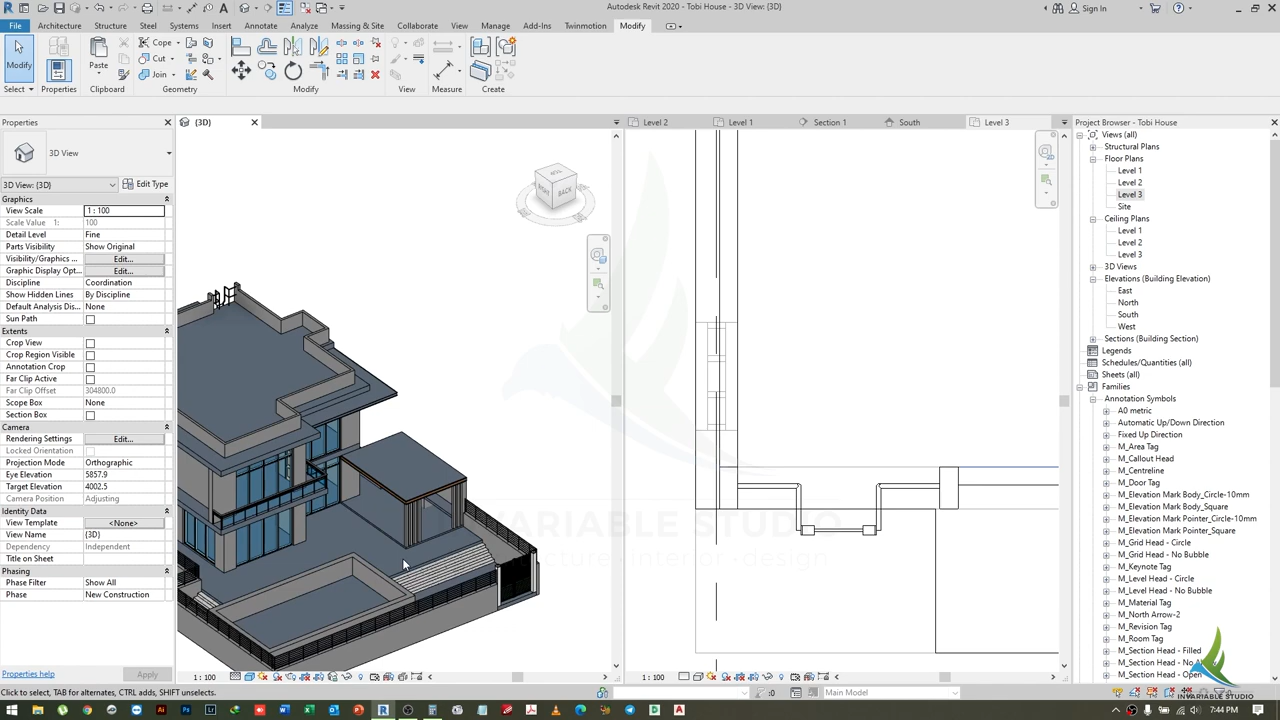 Autodesk Revit 2020 - Tobi House - 3D View: {3D}
Sign In
File Architecture Structure Steel Systems Insert Annotate Analyze Massing & Site Collaborate View Manage Add-Ins Twinmotion Modify
Modify
Properties
Paste
Cope
Cut
Join
Select Properties Clipboard Geometry Modify View Measure Create
Properties
{3D}
Level 2
Level 1
Section 1
South
Level 3
Project Browser - Tobi House
3D View
3D View: {3D}
Edit Type
Graphics
View Scale 1 : 100
Scale Value 1: 100
Detail Level Fine
Parts Visibility Show Original
Visibility/Graphics ... Edit...
Graphic Display Opt... Edit...
Discipline Coordination
Show Hidden Lines By Discipline
Default Analysis Dis... None
Sun Path
Extents
Crop View
Crop Region Visible
Annotation Crop
Far Clip Active
Far Clip Offset 304800.0
Scope Box None
Section Box
Camera
Rendering Settings Edit...
Locked Orientation
Projection Mode Orthographic
Eye Elevation 5857.9
Target Elevation 4002.5
Camera Position Adjusting
Identity Data
View Template <None>
View Name {3D}
Dependency Independent
Title on Sheet
Phasing
Phase Filter Show All
Phase New Construction
Properties help
Apply
RIGHT
BACK
INVARIABLE STUDIO
Views (all)
Structural Plans
Floor Plans
Level 1
Level 2
Level 3
Site
Ceiling Plans
Level 1
Level 2
Level 3
3D Views
Elevations (Building Elevation)
East
North
South
West
Sections (Building Section)
Legends
Schedules/Quantities (all)
Sheets (all)
Families
Annotation Symbols
A0 metric
Automatic Up/Down Direction
Fixed Up Direction
M_Area Tag
M_Callout Head
M_Centreline
M_Door Tag
M_Elevation Mark Body_Circle-10mm
M_Elevation Mark Body_Square
M_Elevation Mark Pointer_Circle-10mm
M_Elevation Mark Pointer_Square
M_Grid Head - Circle
M_Grid Head - No Bubble
M_Keynote Tag
M_Level Head - Circle
M_Level Head - No Bubble
M_Material Tag
M_North Arrow-2
M_Revision Tag
M_Room Tag
M_Section Head - Filled
M_Section Head - No
M_Section Head - Open
1 : 100
1 : 100
Click to select, TAB for alternates, CTRL adds, SHIFT unselects.
:0
Main Model
INVARIABLE STUDIO
7:44 PM